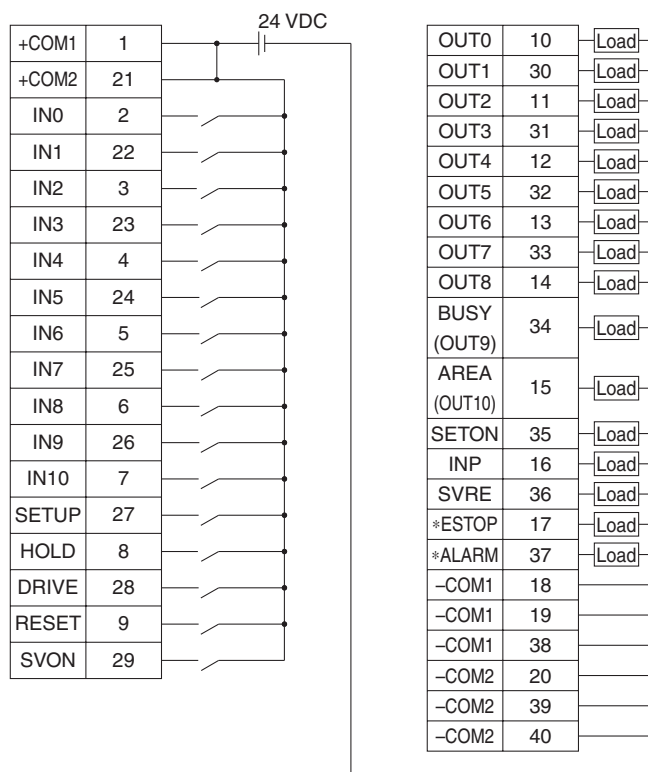 24 VDC
+COM1 1
+COM2 21
IN0 2
IN1 22
IN2 3
IN3 23
IN4 4
IN5 24
IN6 5
IN7 25
IN8 6
IN9 26
IN10 7
SETUP 27
HOLD 8
DRIVE 28
RESET 9
SVON 29
OUT0 10 Load
OUT1 30 Load
OUT2 11 Load
OUT3 31 Load
OUT4 12 Load
OUT5 32 Load
OUT6 13 Load
OUT7 33 Load
OUT8 14 Load
BUSY
(OUT9) 34 Load
AREA
(OUT10) 15 Load
SETON 35 Load
INP 16 Load
SVRE 36 Load
*ESTOP 17 Load
*ALARM 37 Load
–COM1 18
–COM1 19
–COM1 38
–COM2 20
–COM2 39
–COM2 40